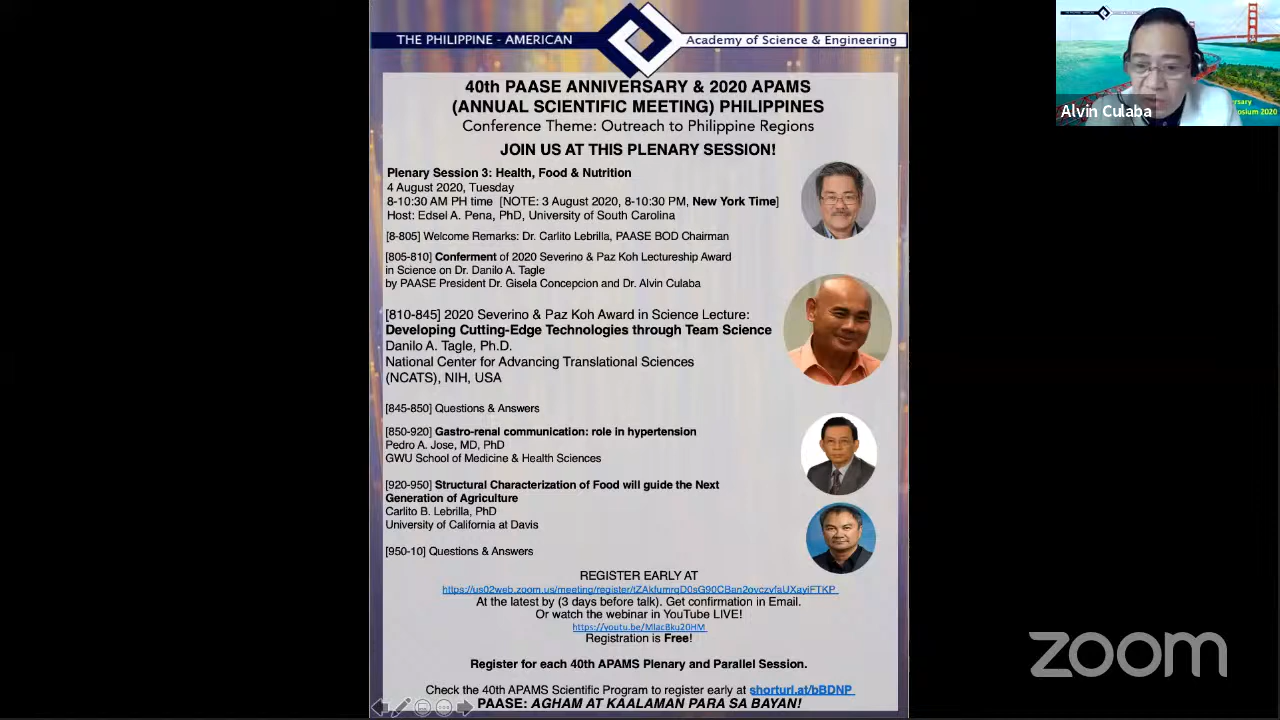 THE PHILIPPINE - AMERICAN
Academy of Science & Engineering
40th PAASE ANNIVERSARY & 2020 APAMS
(ANNUAL SCIENTIFIC MEETING) PHILIPPINES
Conference Theme: Outreach to Philippine Regions
JOIN US AT THIS PLENARY SESSION!
Plenary Session 3: Health, Food & Nutrition
4 August 2020, Tuesday
8-10:30 AM PH time [NOTE: 3 August 2020, 8-10:30 PM, New York Time]
Host: Edsel A. Pena, PhD, University of South Carolina
[8-805] Welcome Remarks: Dr. Carlito Lebrilla, PAASE BOD Chairman
[805-810] Conferment of 2020 Severino & Paz Koh Lectureship Award
in Science on Dr. Danilo A. Tagle
by PAASE President Dr. Gisela Concepcion and Dr. Alvin Culaba
[810-845] 2020 Severino & Paz Koh Award in Science Lecture:
Developing Cutting-Edge Technologies through Team Science
Danilo A. Tagle, Ph.D.
National Center for Advancing Translational Sciences
(NCATS), NIH, USA
[845-850] Questions & Answers
[850-920] Gastro-renal communication: role in hypertension
Pedro A. Jose, MD, PhD
GWU School of Medicine & Health Sciences
[920-950] Structural Characterization of Food will guide the Next
Generation of Agriculture
Carlito B. Lebrilla, PhD
University of California at Davis
[950-10] Questions & Answers
REGISTER EARLY AT
At the latest by (3 days before talk). Get confirmation in Email.
Or watch the webinar in YouTube LIVE!
Registration is Free!
Register for each 40th APAMS Plenary and Parallel Session.
Check the 40th APAMS Scientific Program to register early at shorturl.at/bBDNP
PAASE: AGHAM AT KAALAMAN PARA SA BAYAN!
Alvin Culaba
osium 2020
zoom